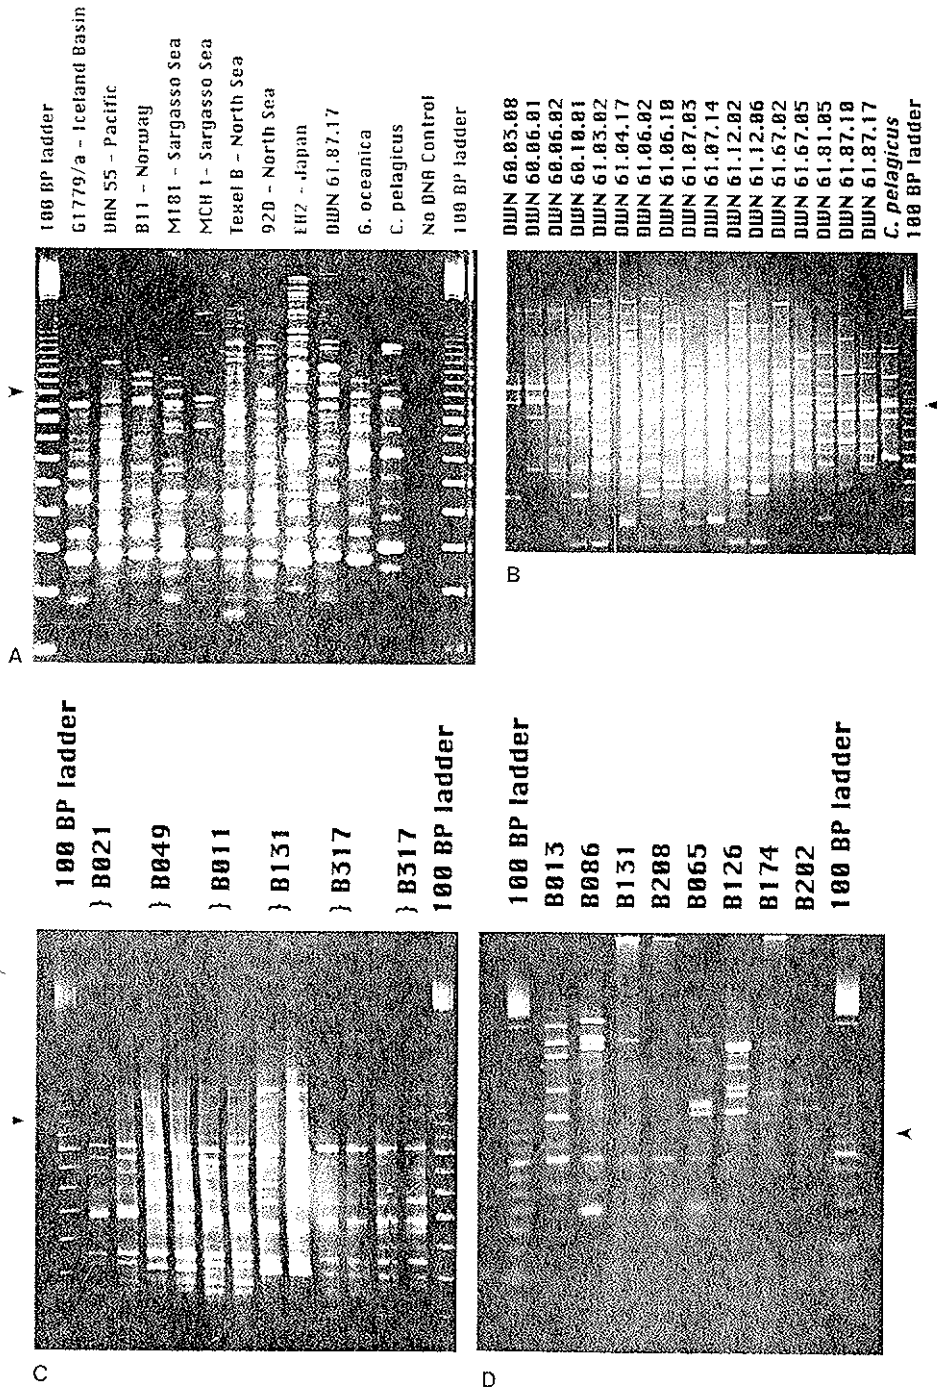 100 BP ladder
G1779/a - Iceland Basin
DAN 55 - Pacific
B11 - Norway
M181 - Sargasso Sea
MCH 1 - Sargasso Sea
Texel B - North Sea
92D - North Sea
EH2 - Japan
DWN 61.87.17
G. oceanica
C. pelagicus
No DNA Control
100 BP ladder
A
DWN 60.03.08
DWN 60.06.01
DWN 60.06.02
DWN 60.10.01
DWN 61.03.02
DWN 61.04.17
DWN 61.06.02
DWN 61.06.10
DWN 61.07.03
DWN 61.07.14
DWN 61.12.02
DWN 61.12.06
DWN 61.67.02
DWN 61.67.05
DWN 61.81.05
DWN 61.87.10
DWN 61.87.17
C. pelagicus
100 BP ladder
B
100 BP ladder
} B021
} B049
} B011
} B131
} B317
} B317
100 BP ladder
C
100 BP ladder
B013
B086
B131
B208
B065
B126
B174
B202
100 BP ladder
D